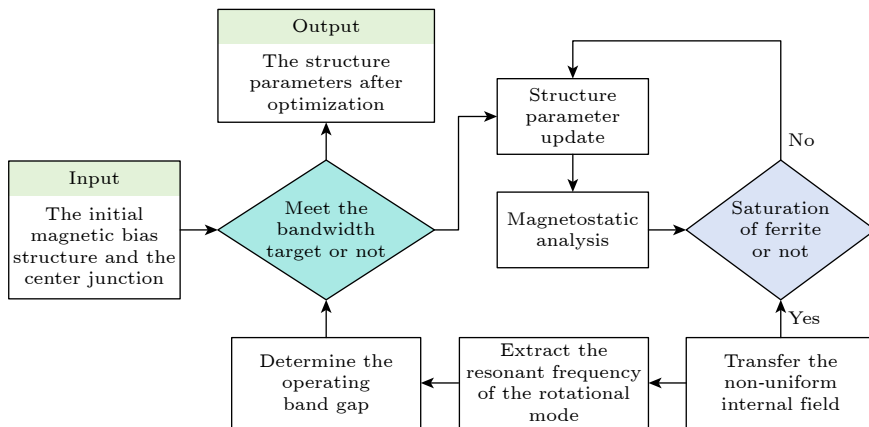 Output
The structure
parameters after
optimization
Input
The initial
magnetic bias
structure and the
center junction
Meet the
bandwidth
target or not
Structure
parameter
update
Magnetostatic
analysis
No
Saturation
of ferrite
or not
Yes
Determine the
operating
band gap
Extract the
resonant frequency
of the rotational
mode
Transfer the
non-uniform
internal field